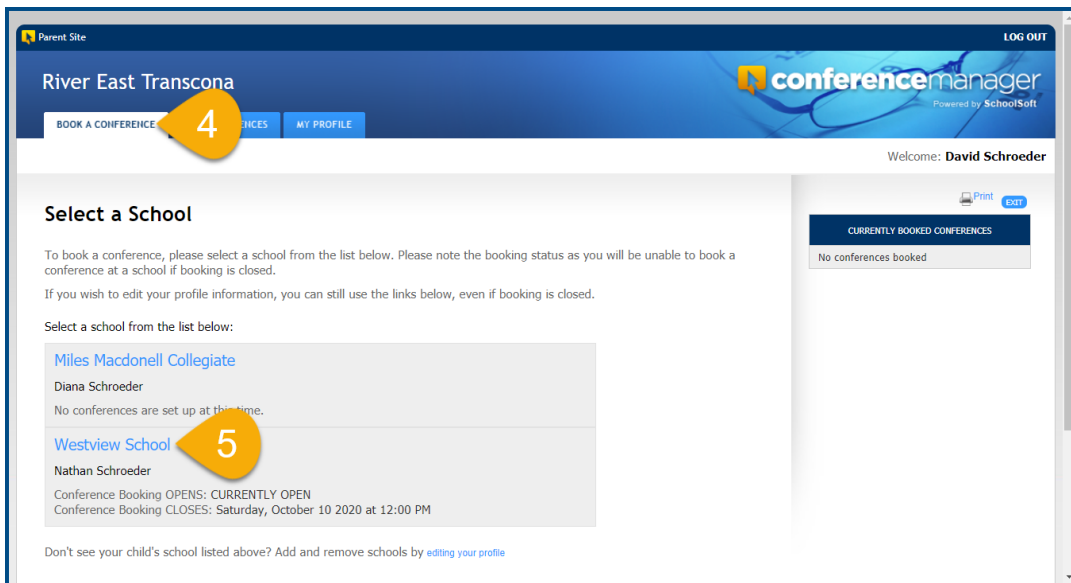 Parent Site
LOG OUT
River East Transcona
conferencemanager
Powered by SchoolSoft
BOOK A CONFERENCE
4
ENCES
MY PROFILE
Welcome: David Schroeder
Print
EXIT
Select a School
CURRENTLY BOOKED CONFERENCES
No conferences booked
To book a conference, please select a school from the list below. Please note the booking status as you will be unable to book a
conference at a school if booking is closed.
If you wish to edit your profile information, you can still use the links below, even if booking is closed.
Select a school from the list below:
Miles Macdonell Collegiate
Diana Schroeder
No conferences are set up at this time.
Westview School
5
Nathan Schroeder
Conference Booking OPENS: CURRENTLY OPEN
Conference Booking CLOSES: Saturday, October 10 2020 at 12:00 PM
Don't see your child's school listed above? Add and remove schools by editing your profile